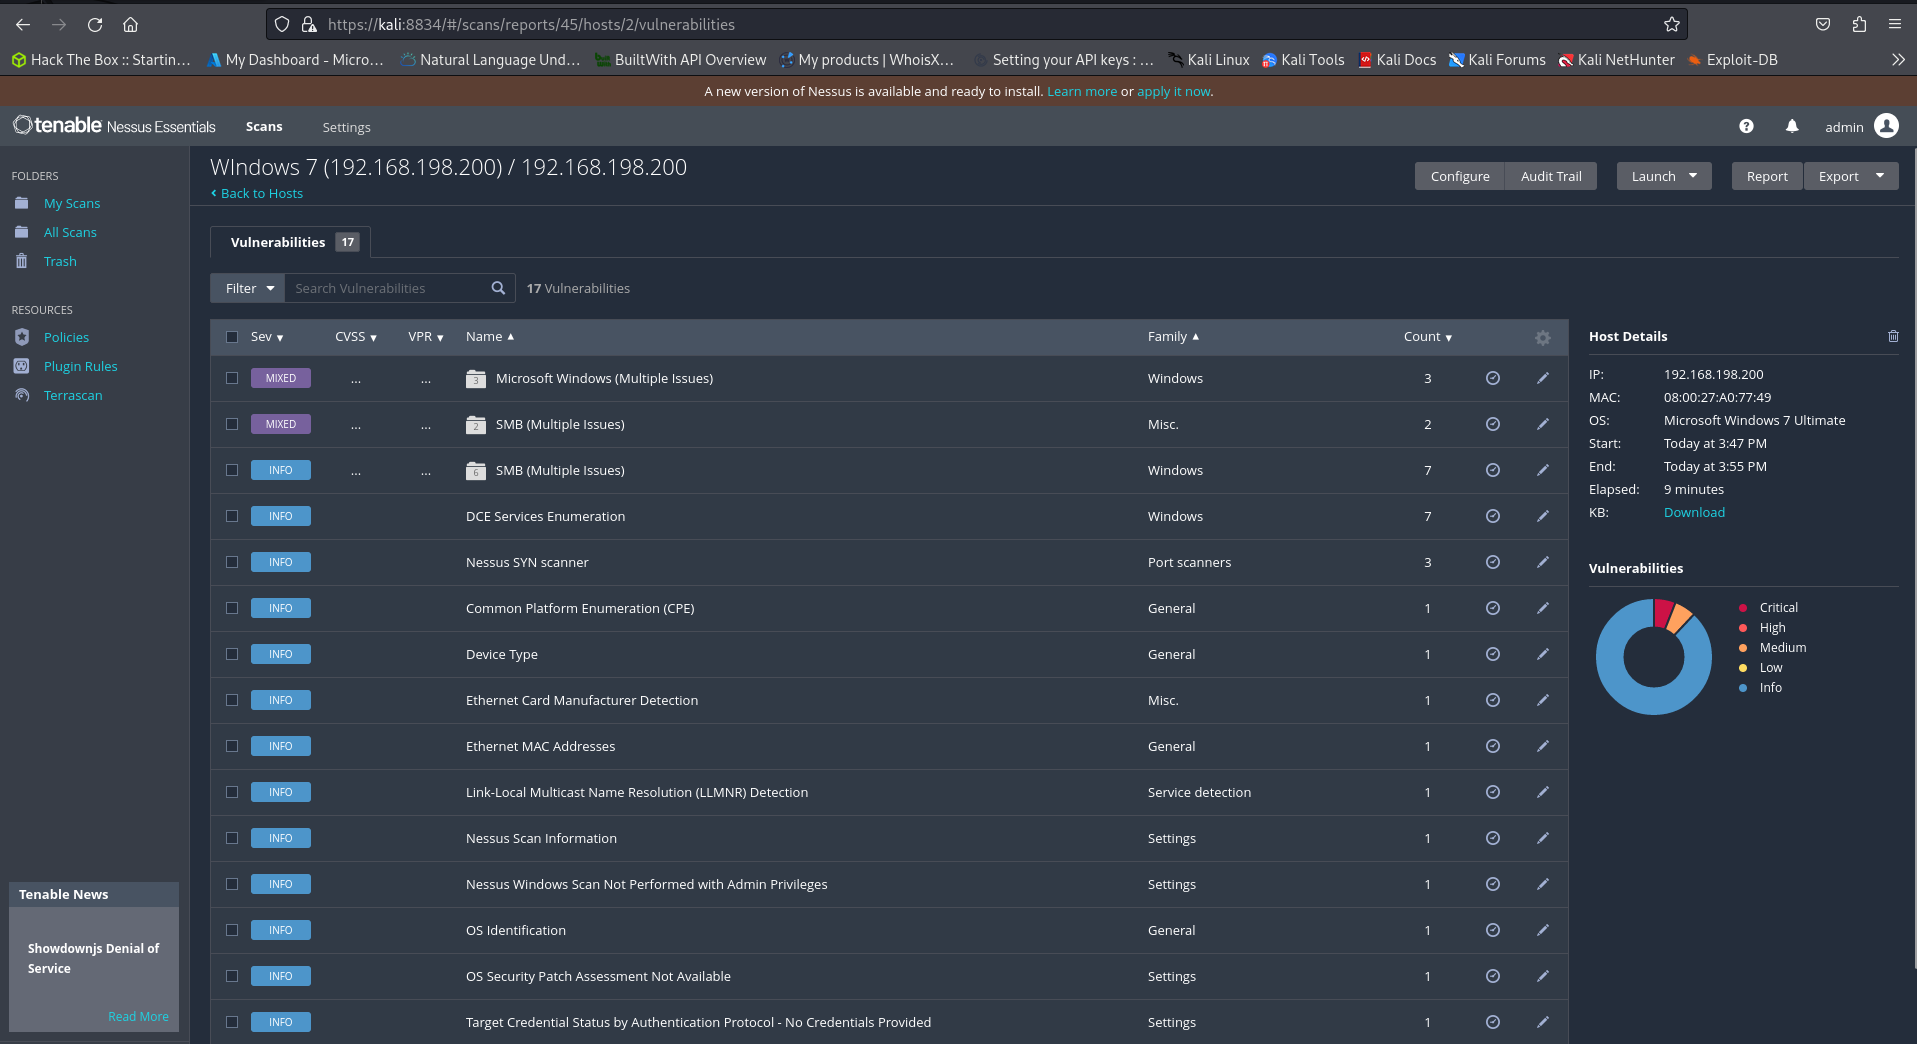 https://kali:8834/#/scans/reports/45/hosts/2/vulnerabilities
Hack The Box :: Startin... My Dashboard - Micro... Natural Language Und... BuiltWith API Overview My products | WhoisX... Setting your API keys : ... Kali Linux Kali Tools Kali Docs Kali Forums Kali NetHunter Exploit-DB
A new version of Nessus is available and ready to install. Learn more or apply it now.
tenable Nessus Essentials Scans Settings admin
FOLDERS
My Scans
All Scans
Trash
RESOURCES
Policies
Plugin Rules
Terrascan
Tenable News
Showdownjs Denial of
Service
Read More
WIndows 7 (192.168.198.200) / 192.168.198.200
Back to Hosts
Configure Audit Trail Launch Report Export
Vulnerabilities 17
Filter Search Vulnerabilities 17 Vulnerabilities
Sev CVSS VPR Name Family Count
MIXED ... ... 3 Microsoft Windows (Multiple Issues) Windows 3
MIXED ... ... 2 SMB (Multiple Issues) Misc. 2
INFO ... ... 6 SMB (Multiple Issues) Windows 7
INFO DCE Services Enumeration Windows 7
INFO Nessus SYN scanner Port scanners 3
INFO Common Platform Enumeration (CPE) General 1
INFO Device Type General 1
INFO Ethernet Card Manufacturer Detection Misc. 1
INFO Ethernet MAC Addresses General 1
INFO Link-Local Multicast Name Resolution (LLMNR) Detection Service detection 1
INFO Nessus Scan Information Settings 1
INFO Nessus Windows Scan Not Performed with Admin Privileges Settings 1
INFO OS Identification General 1
INFO OS Security Patch Assessment Not Available Settings 1
INFO Target Credential Status by Authentication Protocol - No Credentials Provided Settings 1
Host Details
IP: 192.168.198.200
MAC: 08:00:27:A0:77:49
OS: Microsoft Windows 7 Ultimate
Start: Today at 3:47 PM
End: Today at 3:55 PM
Elapsed: 9 minutes
KB: Download
Vulnerabilities
Critical
High
Medium
Low
Info